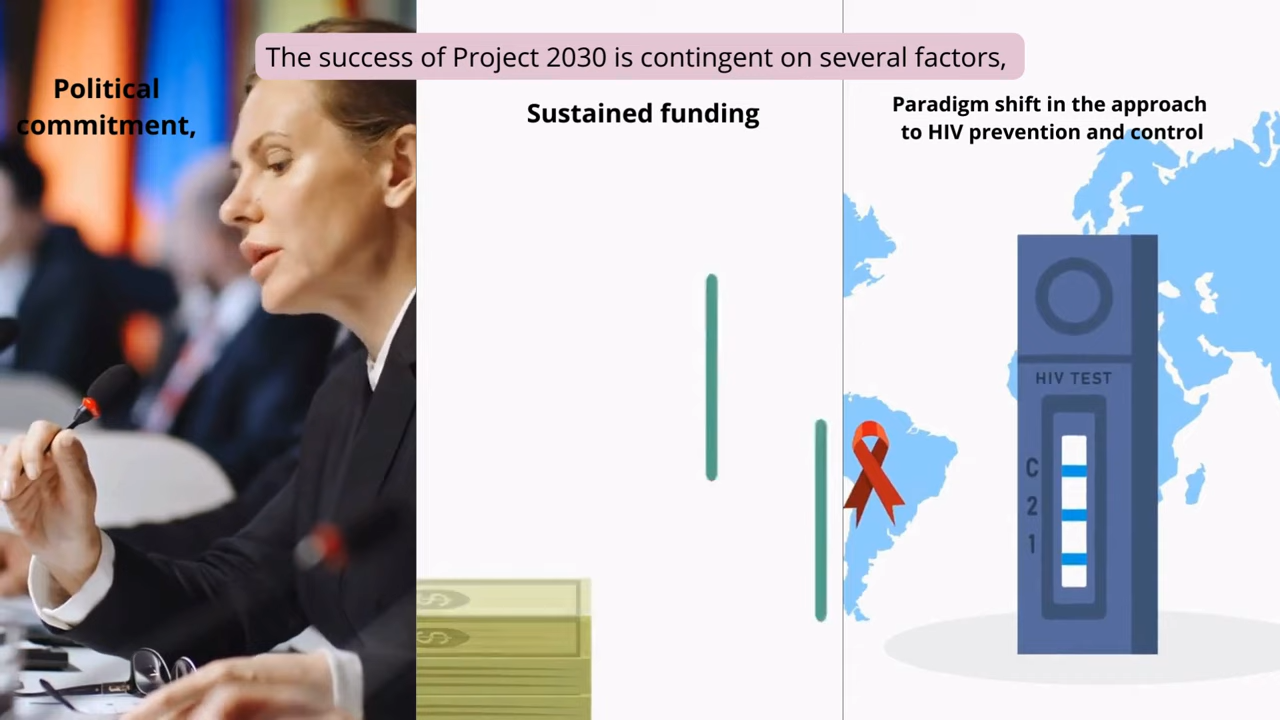 The success of Project 2030 is contingent on several factors,
Political
commitment,
Sustained funding
Paradigm shift in the approach
to HIV prevention and control
HIV TEST
C
2
1
$
$